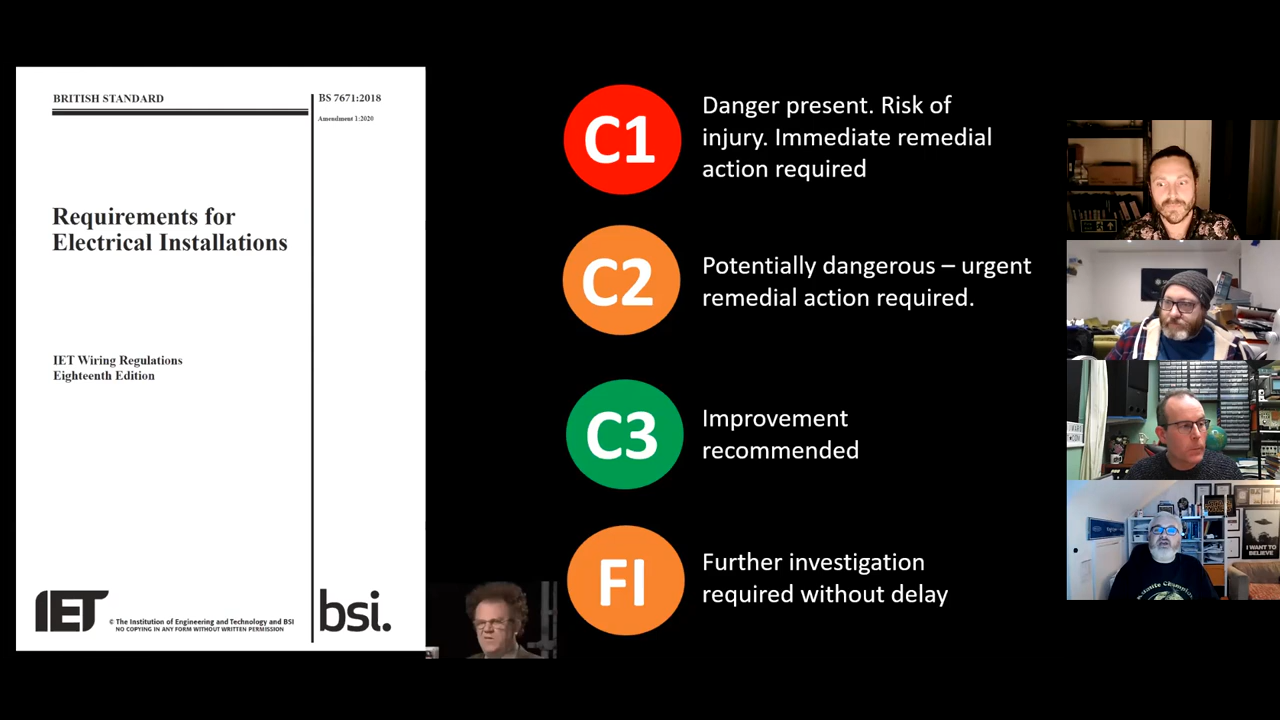 BRITISH STANDARD
BS 7671:2018
Amendment 1:2020
Requirements for
Electrical Installations
IET Wiring Regulations
Eighteenth Edition
IET
© The Institution of Engineering and Technology and BSI
NO COPYING IN ANY FORM WITHOUT WRITTEN PERMISSION
bsi.
C1
Danger present. Risk of
injury. Immediate remedial
action required
C2
Potentially dangerous – urgent
remedial action required.
C3
Improvement
recommended
FI
Further investigation
required without delay
I WANT TO
BELIEVE